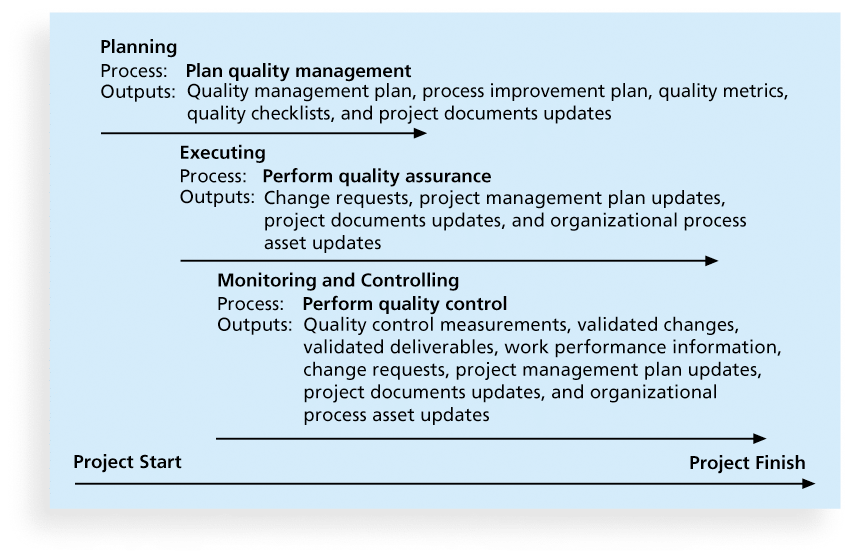 Planning
Process: Plan quality management
Outputs: Quality management plan, process improvement plan, quality metrics,
quality checklists, and project documents updates
Executing
Process: Perform quality assurance
Outputs: Change requests, project management plan updates,
project documents updates, and organizational process
asset updates
Monitoring and Controlling
Process: Perform quality control
Outputs: Quality control measurements, validated changes,
validated deliverables, work performance information,
change requests, project management plan updates,
project documents updates, and organizational
process asset updates
Project Start
Project Finish